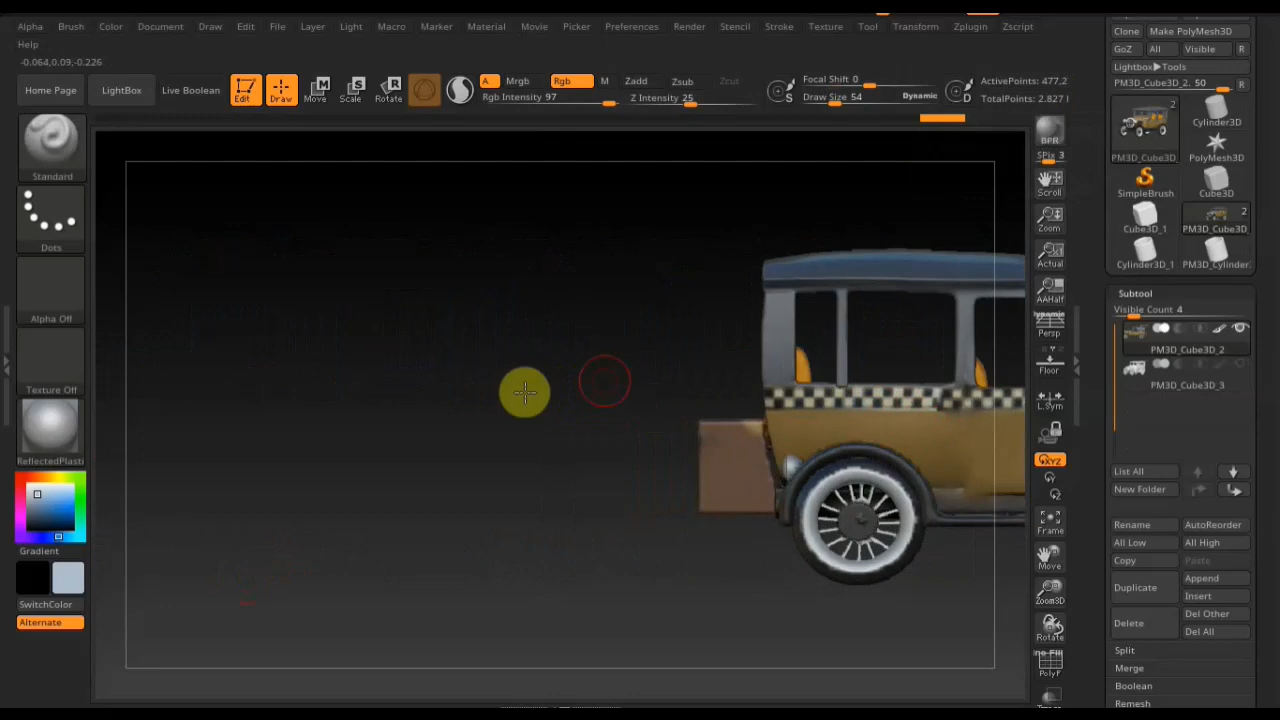 Alpha Brush Color Document Draw Edit File Layer Light Macro Marker Material Movie Picker Preferences Render Stencil Stroke Texture Tool Transform Zplugin Zscript
Help
-0.064,0.09,-0.226
Home Page LightBox Live Boolean Edit Draw Move Scale Rotate
A Mrgb Rgb M Zadd Zsub Zcut
Rgb Intensity 97 Z Intensity 25
Focal Shift 0
Draw Size 54 Dynamic
S D
ActivePoints: 477,2
TotalPoints: 2.827
Standard
Dots
Alpha Off
Texture Off
ReflectedPlasti
Gradient
SwitchColor
Alternate
BPR
SPix 3
Scroll
Zoom
Actual
AAHalf
Dynamic
Persp
Floor
L.Sym
XYZ
Y
Z
Frame
Move
Zoom3D
Rotate
PolyF
Clone Make PolyMesh3D
GoZ All Visible R
Lightbox▶Tools
PM3D_Cube3D_2. 50 R
2
PM3D_Cube3D_
Cylinder3D
PolyMesh3D
SimpleBrush Cube3D
2
Cube3D_1 PM3D_Cube3D_
Cylinder3D_1 PM3D_Cylinder
Subtool
Visible Count 4
PM3D_Cube3D_2
PM3D_Cube3D_3
List All
New Folder
Rename AutoReorder
All Low All High
Copy Paste
Duplicate Append
Insert
Delete Del Other
Del All
Split
Merge
Boolean
Remesh